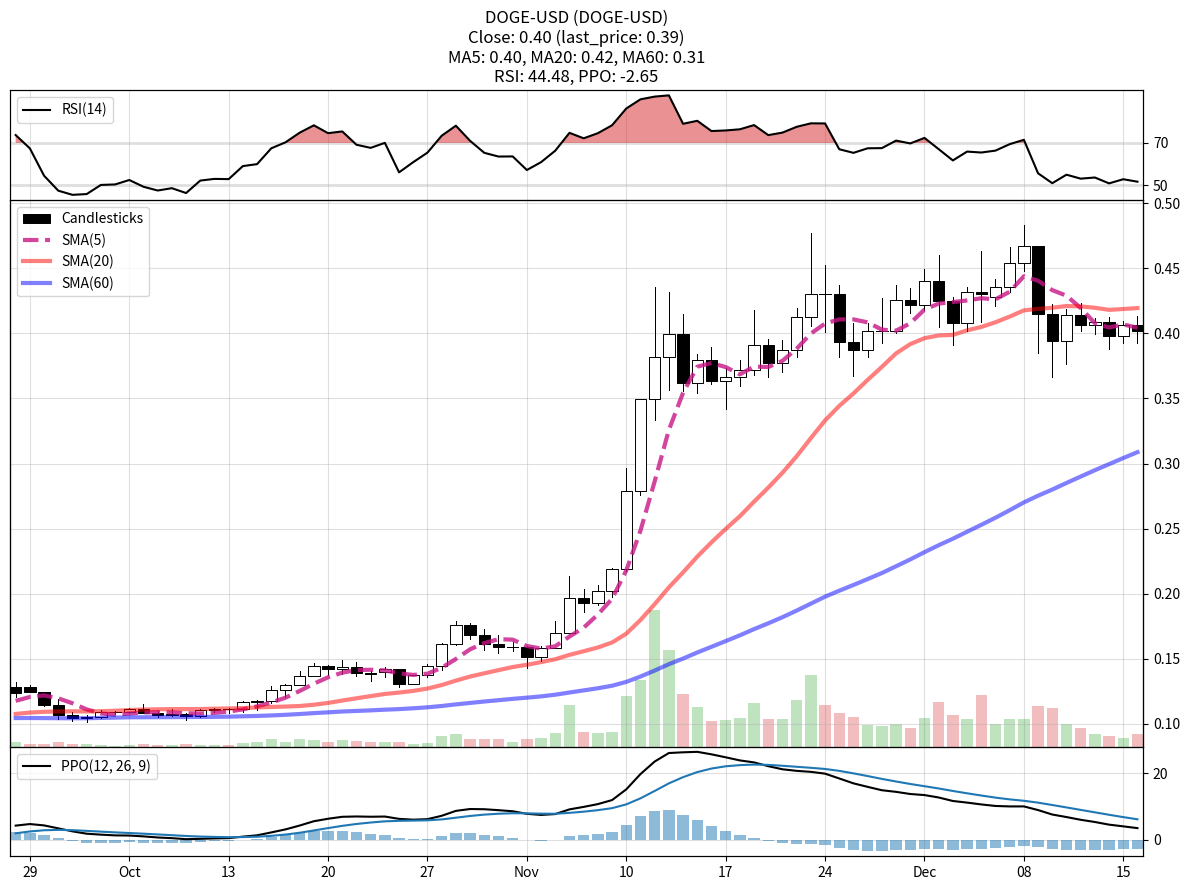 DOGE-USD (DOGE-USD)
Close: 0.40 (last_price: 0.39)
MA5: 0.40, MA20: 0.42, MA60: 0.31
RSI: 44.48, PPO: -2.65
RSI(14)
70
50
Candlesticks
SMA(5)
SMA(20)
SMA(60)
0.50
0.45
0.40
0.35
0.30
0.25
0.20
0.15
0.10
PPO(12, 26, 9)
20
0
29 Oct 13 20 27 Nov 10 17 24 Dec 08 15